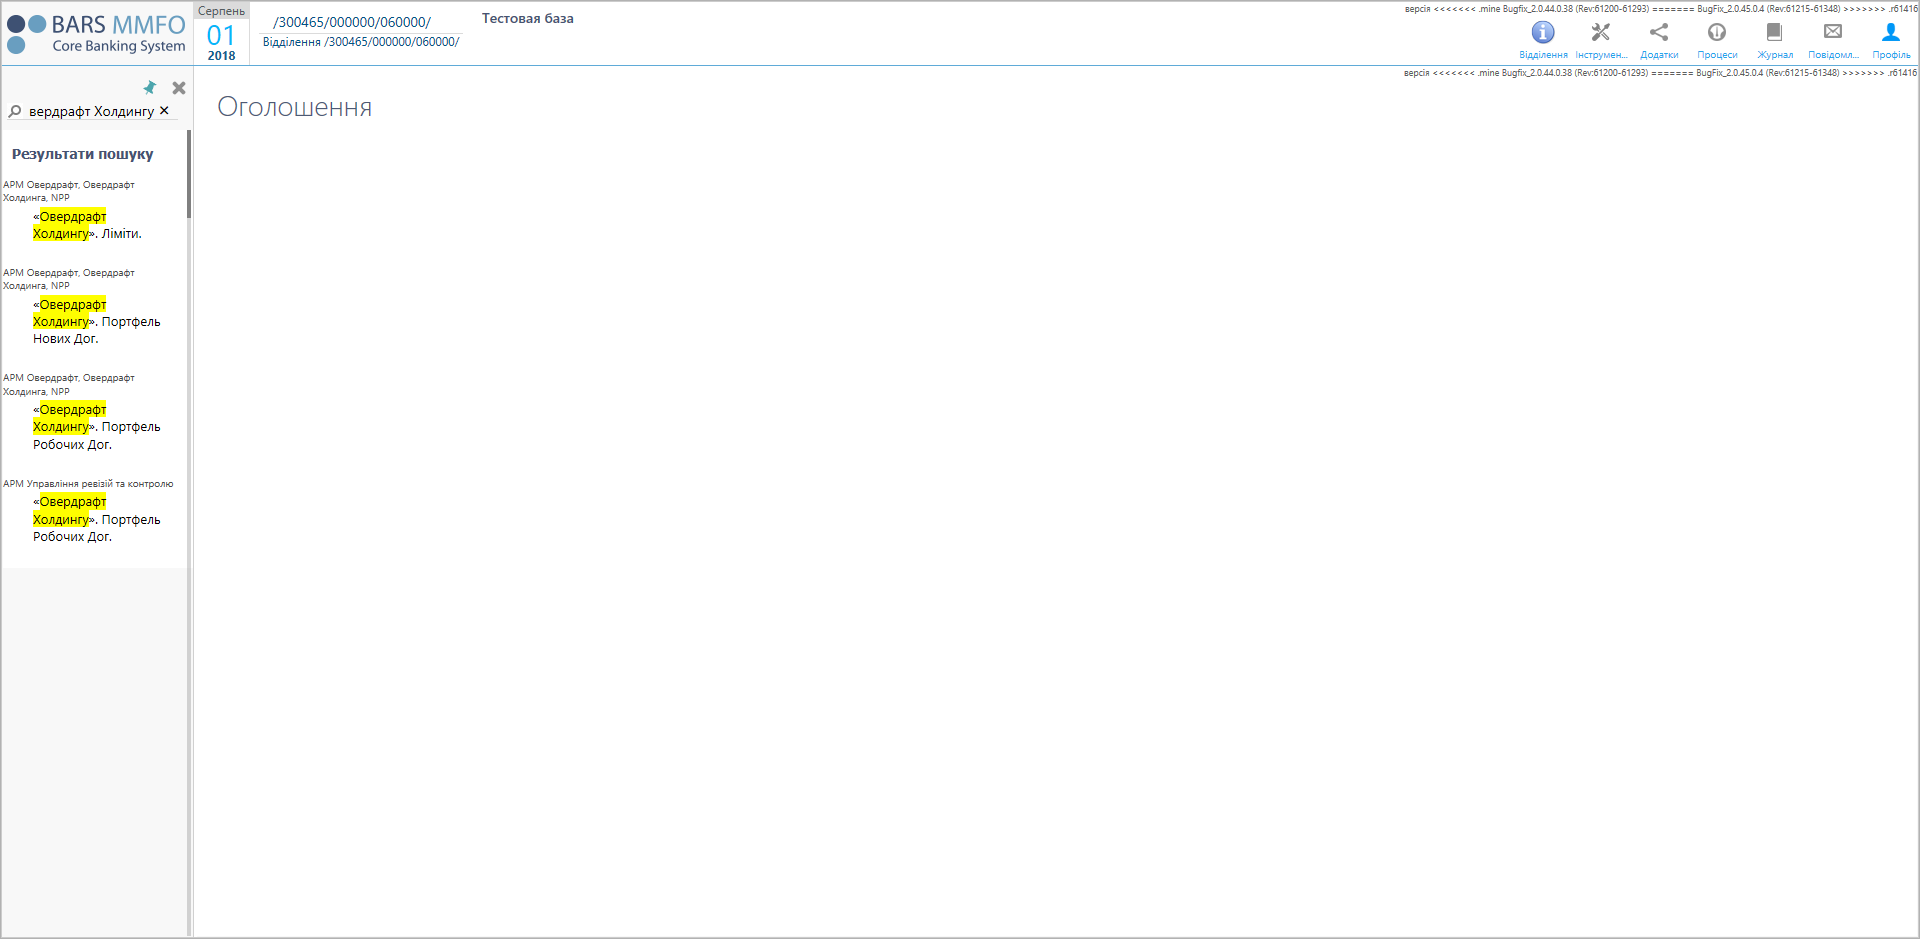 BARS MMFO
Core Banking System
Серпень
01
2018
/300465/000000/060000/
Відділення /300465/000000/060000/
Тестовая база
версія <<<<<<< .mine Bugfix_2.0.44.0.38 (Rev:61200-61293) ======= BugFix_2.0.45.0.4 (Rev:61215-61348) >>>>>>> .r61416
Відділення
Інструмен...
Додатки
Процеси
Журнал
Повідомл...
Профіль
версія <<<<<<< .mine Bugfix_2.0.44.0.38 (Rev:61200-61293) ======= BugFix_2.0.45.0.4 (Rev:61215-61348) >>>>>>> .r61416
вердрафт Холдингу
Результати пошуку
АРМ Овердрафт, Овердрафт
Холдинга, NPP
«Овердрафт
Холдингу». Ліміти.
АРМ Овердрафт, Овердрафт
Холдинга, NPP
«Овердрафт
Холдингу». Портфель
Нових Дог.
АРМ Овердрафт, Овердрафт
Холдинга, NPP
«Овердрафт
Холдингу». Портфель
Робочих Дог.
АРМ Управління ревізій та контролю
«Овердрафт
Холдингу». Портфель
Робочих Дог.
Оголошення